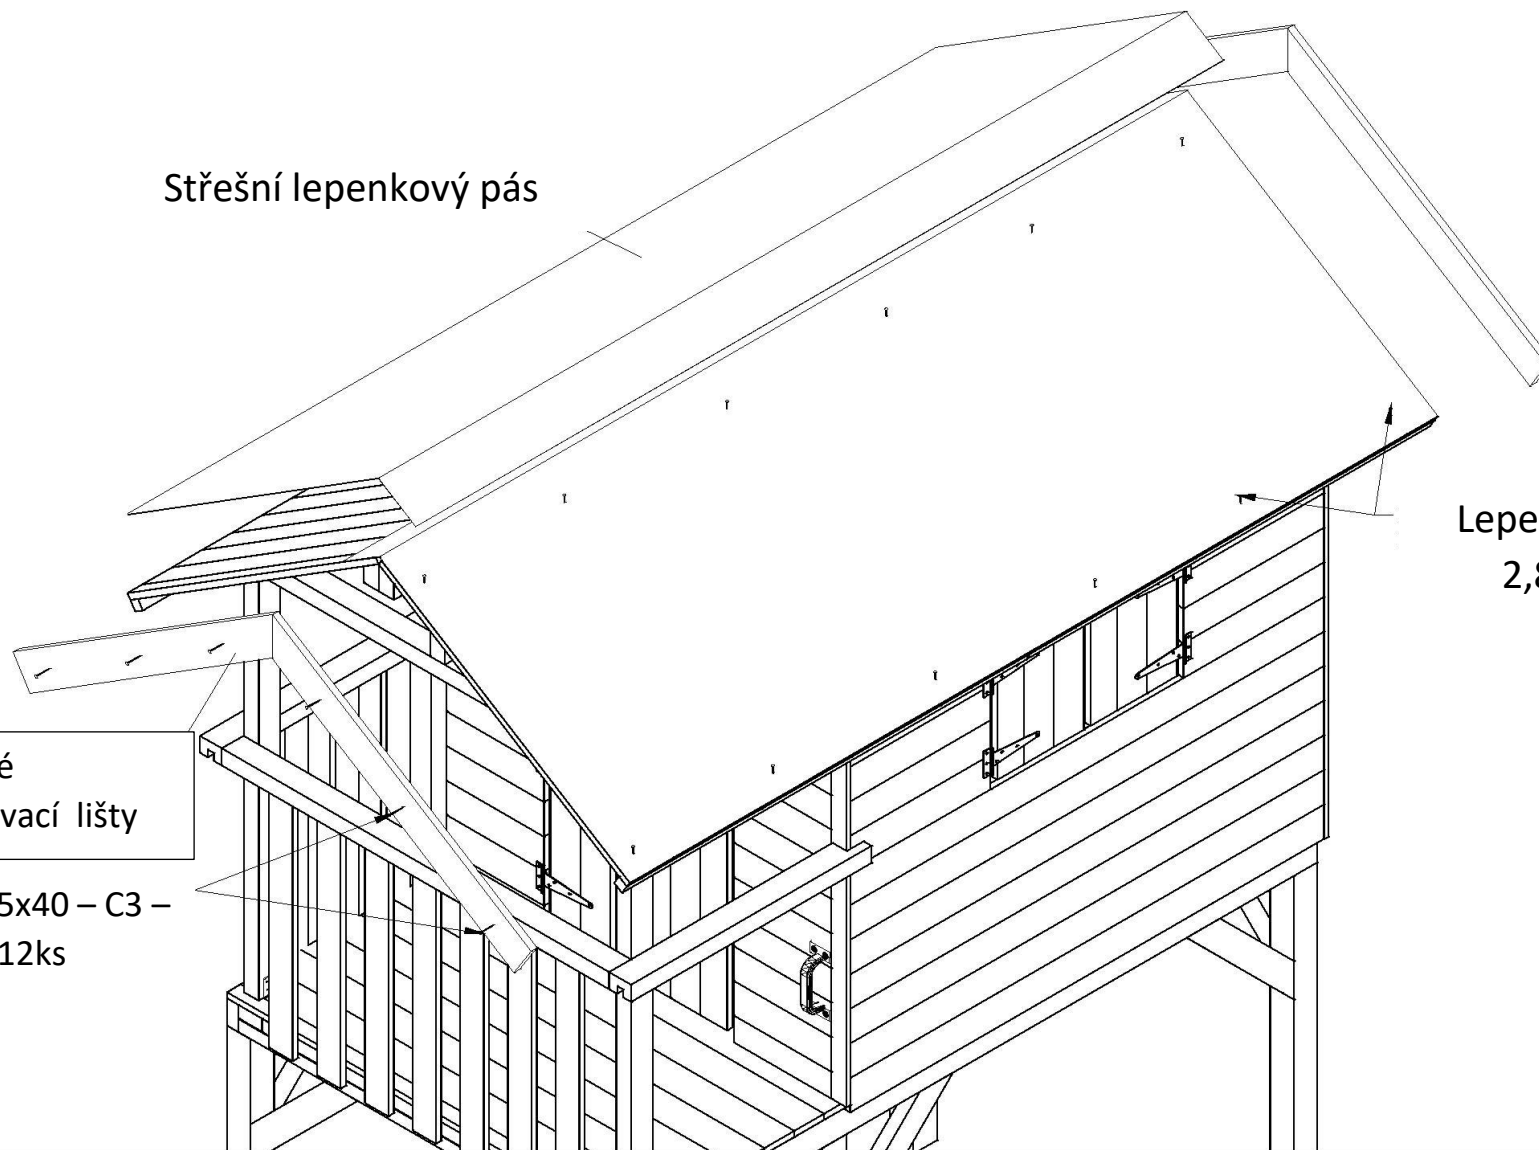 Střešní lepenkový pás
Lepe
2,8
é
vací lišty
5x40 – C3 –
12ks